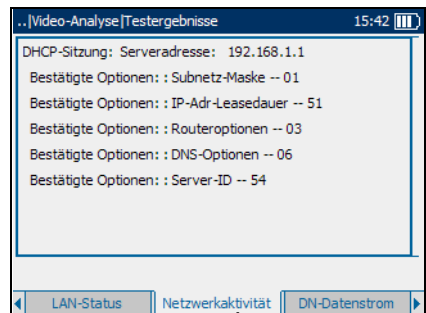 ..|Video-Analyse|Testergebnisse 15:42
DHCP-Sitzung: Serveradresse: 192.168.1.1
Bestätigte Optionen: : Subnetz-Maske -- 01
Bestätigte Optionen: : IP-Adr-Leasedauer -- 51
Bestätigte Optionen: : Routeroptionen -- 03
Bestätigte Optionen: : DNS-Optionen -- 06
Bestätigte Optionen: : Server-ID -- 54
LAN-Status Netzwerkaktivität DN-Datenstrom